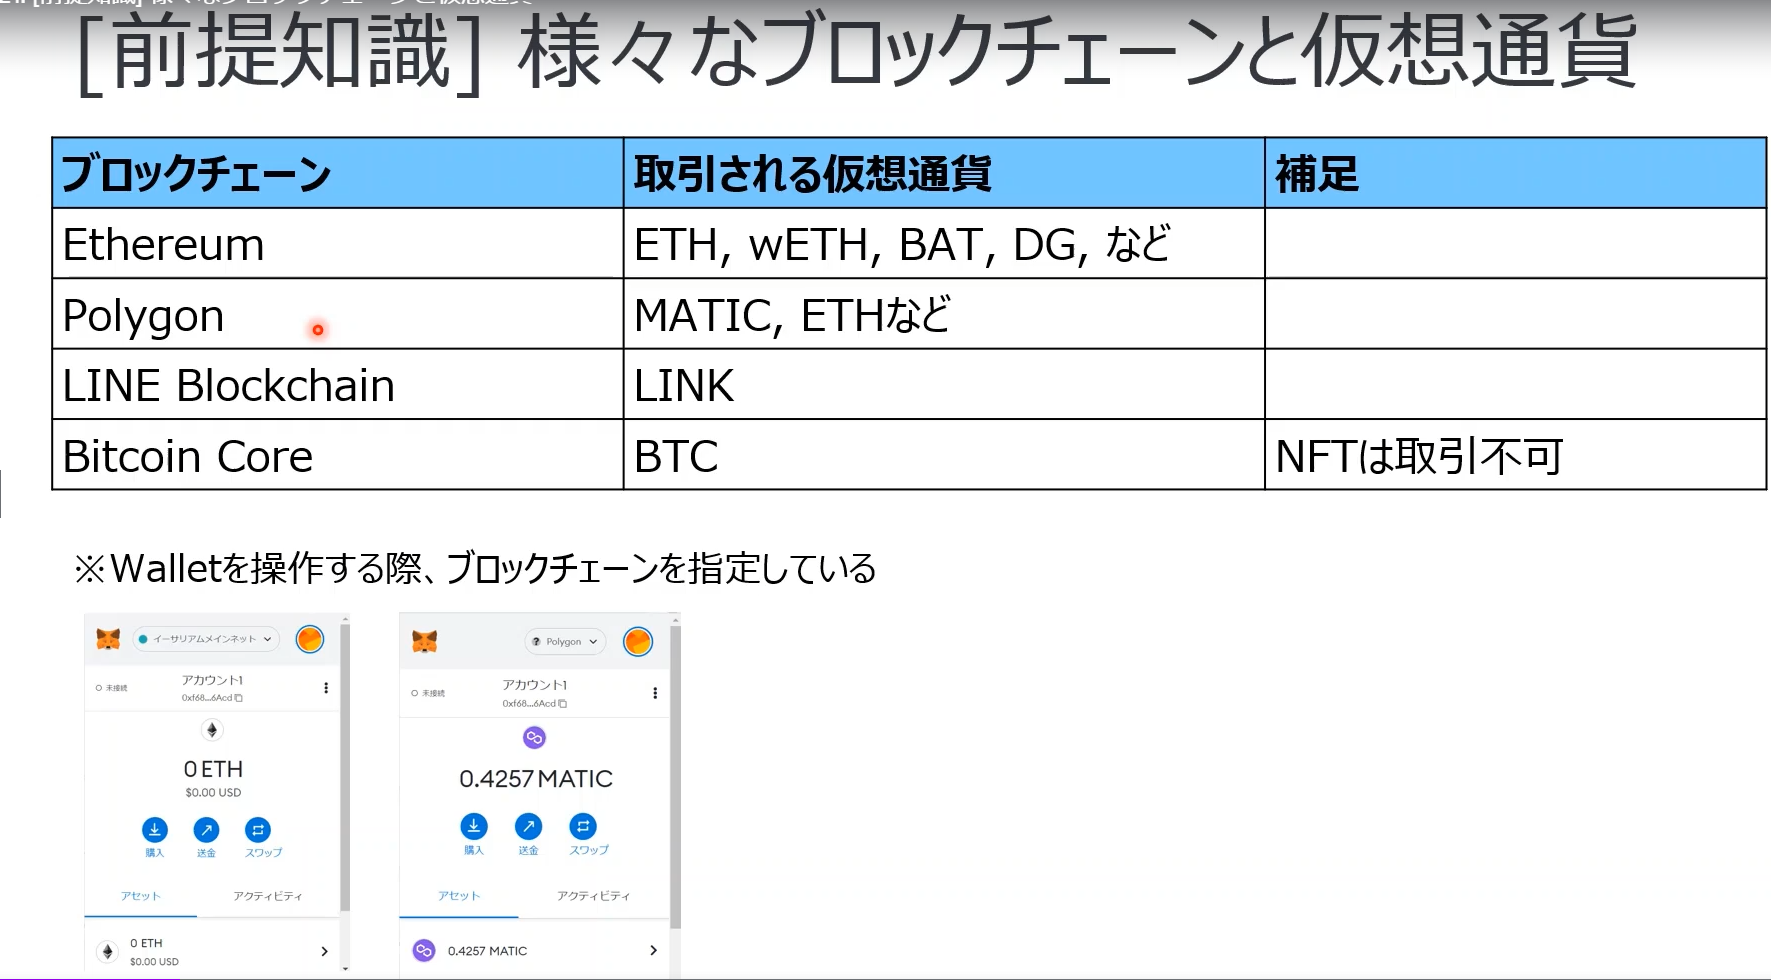 [前提知識] 様々なブロックチェーンと仮想通貨
ブロックチェーン 取引される仮想通貨 補足
Ethereum ETH, wETH, BAT, DG, など
Polygon MATIC, ETHなど
LINE Blockchain LINK
Bitcoin Core BTC NFTは取引不可
※Walletを操作する際、ブロックチェーンを指定している
イーサリアムメインネット
未接続
アカウント1
0xf68...6Acd
0 ETH
$0.00 USD
購入 送金 スワップ
アセット アクティビティ
0 ETH
$0.00 USD
Polygon
未接続
アカウント1
0xf68...6Acd
0.4257 MATIC
購入 送金 スワップ
アセット アクティビティ
0.4257 MATIC